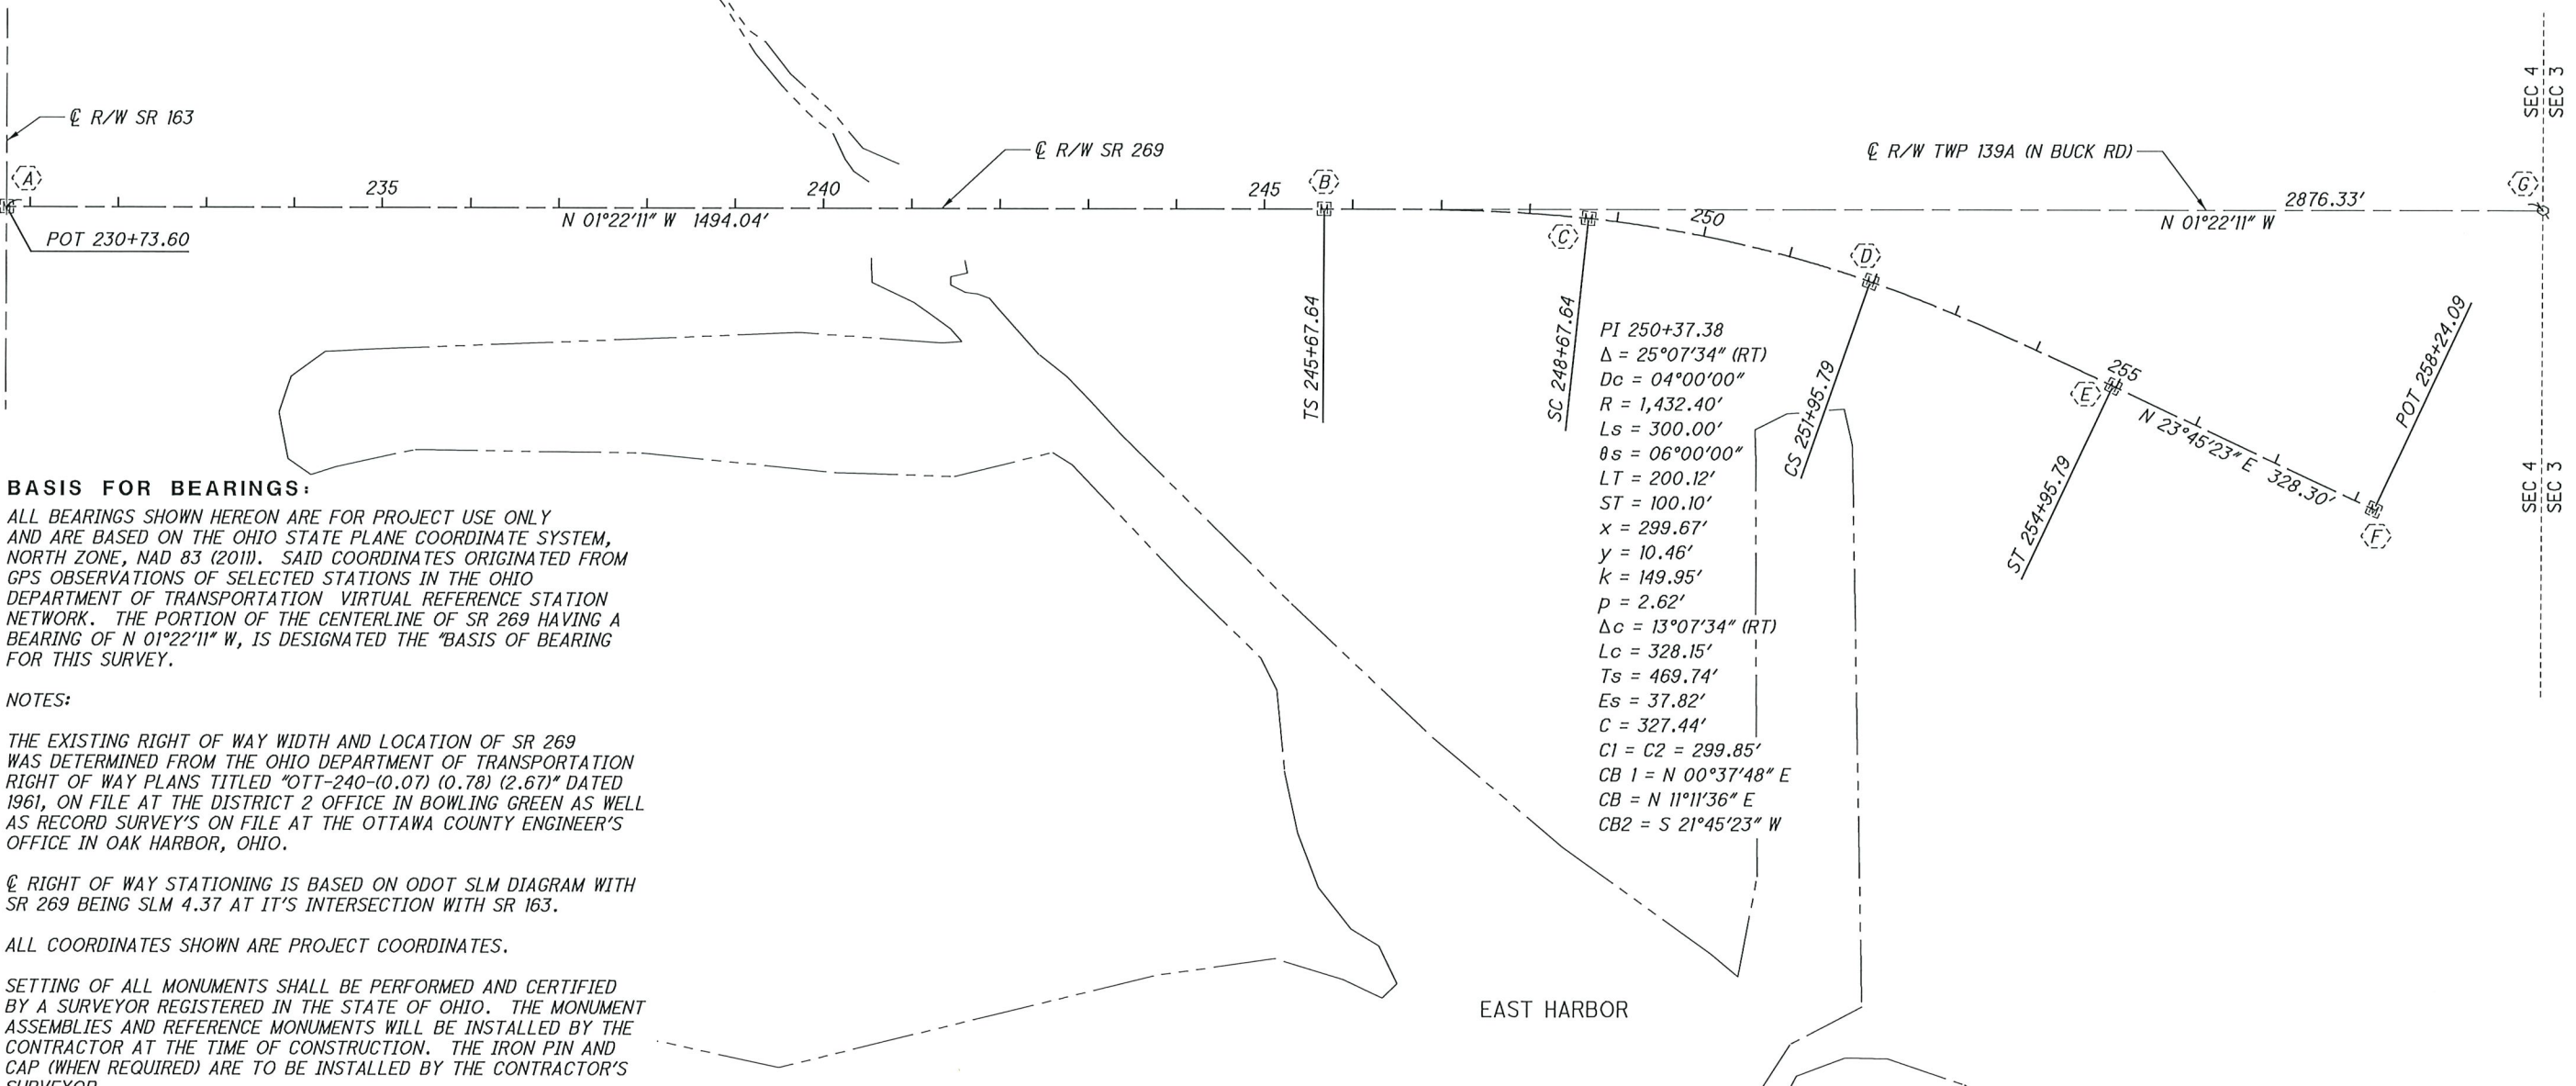 SEC 4
SEC 3
℄ R/W SR 163
℄ R/W SR 269
℄ R/W TWP 139A (N BUCK RD)
A
235
240
245
B
G
2876.33'
N 01°22'11" W 1494.04'
N 01°22'11" W
250
POT 230+73.60
C
D
TS 245+67.64
SC 248+67.64
CS 251+95.79
ST 254+95.79
POT 258+24.09
255
E
N 23°45'23" E 328.30'
F
SEC 4
SEC 3
PI 250+37.38
Δ = 25°07'34" (RT)
Dc = 04°00'00"
R = 1,432.40'
Ls = 300.00'
θs = 06°00'00"
LT = 200.12'
ST = 100.10'
x = 299.67'
y = 10.46'
k = 149.95'
p = 2.62'
Δc = 13°07'34" (RT)
Lc = 328.15'
Ts = 469.74'
Es = 37.82'
C = 327.44'
C1 = C2 = 299.85'
CB 1 = N 00°37'48" E
CB = N 11°11'36" E
CB2 = S 21°45'23" W
BASIS FOR BEARINGS:
ALL BEARINGS SHOWN HEREON ARE FOR PROJECT USE ONLY
AND ARE BASED ON THE OHIO STATE PLANE COORDINATE SYSTEM,
NORTH ZONE, NAD 83 (2011). SAID COORDINATES ORIGINATED FROM
GPS OBSERVATIONS OF SELECTED STATIONS IN THE OHIO
DEPARTMENT OF TRANSPORTATION VIRTUAL REFERENCE STATION
NETWORK. THE PORTION OF THE CENTERLINE OF SR 269 HAVING A
BEARING OF N 01°22'11" W, IS DESIGNATED THE "BASIS OF BEARING
FOR THIS SURVEY.
NOTES:
THE EXISTING RIGHT OF WAY WIDTH AND LOCATION OF SR 269
WAS DETERMINED FROM THE OHIO DEPARTMENT OF TRANSPORTATION
RIGHT OF WAY PLANS TITLED "OTT-240-(0.07) (0.78) (2.67)" DATED
1961, ON FILE AT THE DISTRICT 2 OFFICE IN BOWLING GREEN AS WELL
AS RECORD SURVEY'S ON FILE AT THE OTTAWA COUNTY ENGINEER'S
OFFICE IN OAK HARBOR, OHIO.
℄ RIGHT OF WAY STATIONING IS BASED ON ODOT SLM DIAGRAM WITH
SR 269 BEING SLM 4.37 AT IT'S INTERSECTION WITH SR 163.
ALL COORDINATES SHOWN ARE PROJECT COORDINATES.
SETTING OF ALL MONUMENTS SHALL BE PERFORMED AND CERTIFIED
BY A SURVEYOR REGISTERED IN THE STATE OF OHIO. THE MONUMENT
ASSEMBLIES AND REFERENCE MONUMENTS WILL BE INSTALLED BY THE
CONTRACTOR AT THE TIME OF CONSTRUCTION. THE IRON PIN AND
CAP (WHEN REQUIRED) ARE TO BE INSTALLED BY THE CONTRACTOR'S
SURVEYOR
EAST HARBOR